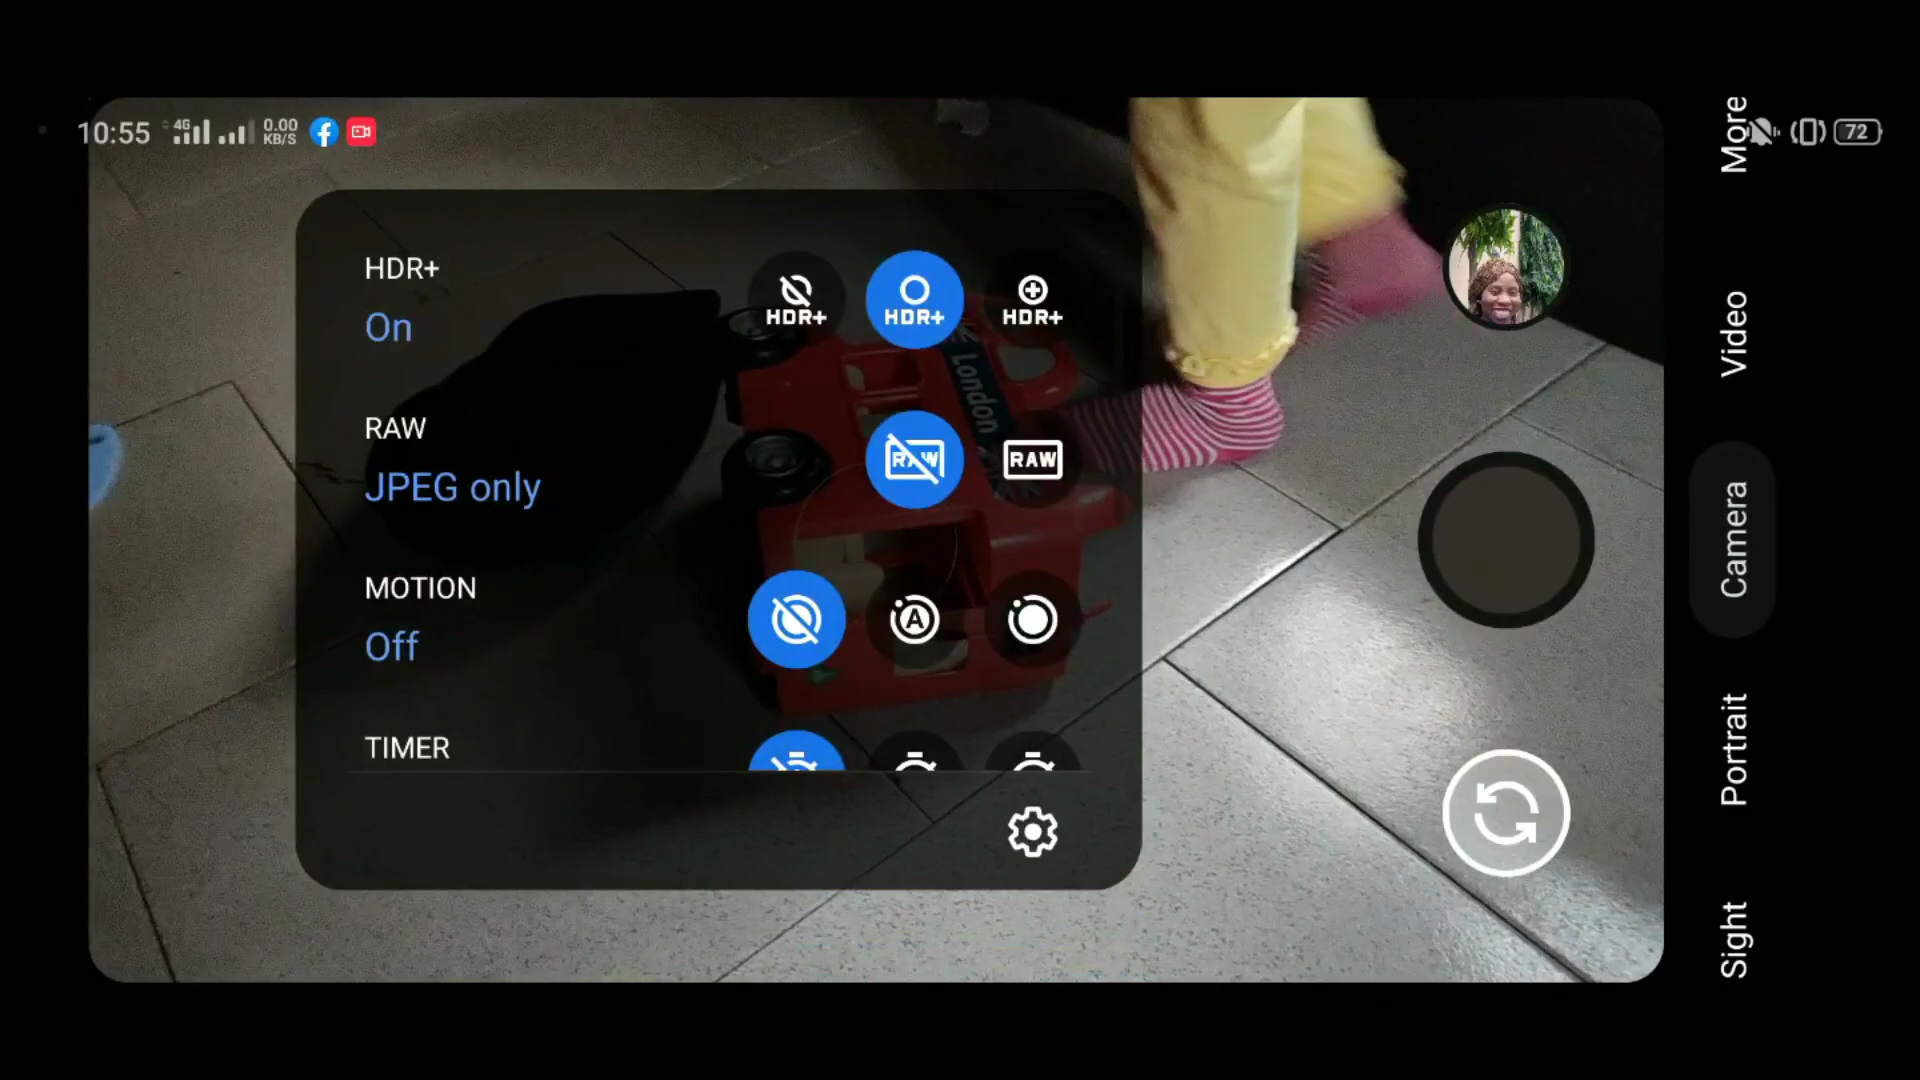 10:55 4G 0.00 KB/S 72
HDR+
On
HDR+ HDR+ HDR+
RAW
JPEG only
RAW RAW
MOTION
Off
A
TIMER
London
More
Video
Camera
Portrait
Sight